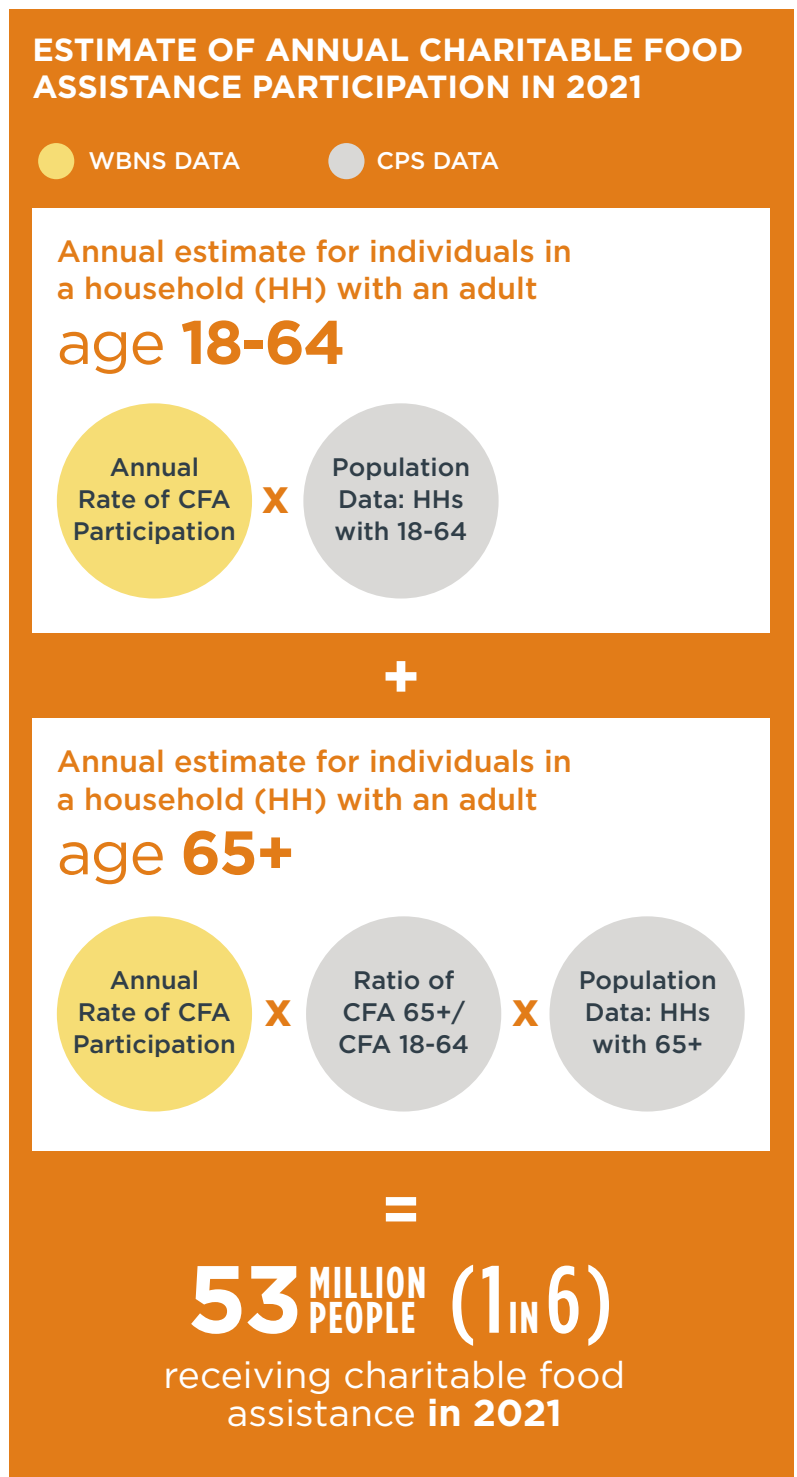 ESTIMATE OF ANNUAL CHARITABLE FOOD
ASSISTANCE PARTICIPATION IN 2021
WBNS DATA
CPS DATA
Annual estimate for individuals in
a household (HH) with an adult
age 18-64
Annual
Rate of CFA
Participation
X
Population
Data: HHs
with 18-64
+
Annual estimate for individuals in
a household (HH) with an adult
age 65+
Annual
Rate of CFA
Participation
X
Ratio of
CFA 65+/
CFA 18-64
X
Population
Data: HHs
with 65+
=
53 MILLION PEOPLE (1 IN 6)
receiving charitable food
assistance in 2021